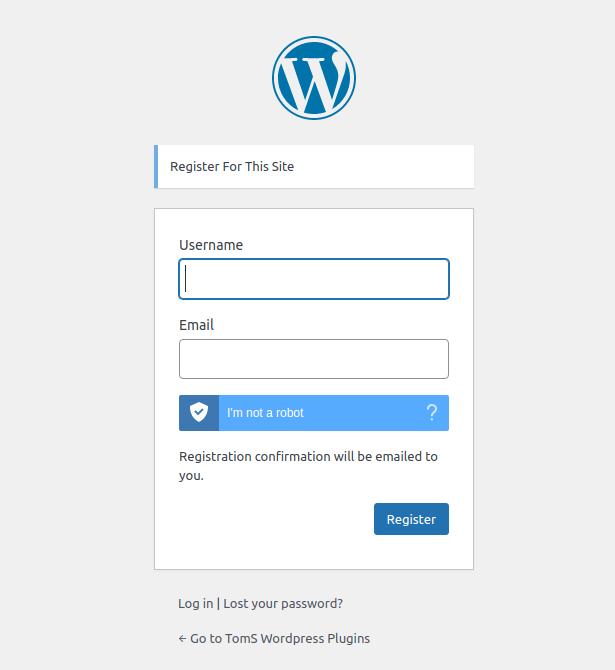 Register For This Site
Username
Email
I'm not a robot ?
Registration confirmation will be emailed to
you.
Register
Log in | Lost your password?
← Go to TomS Wordpress Plugins